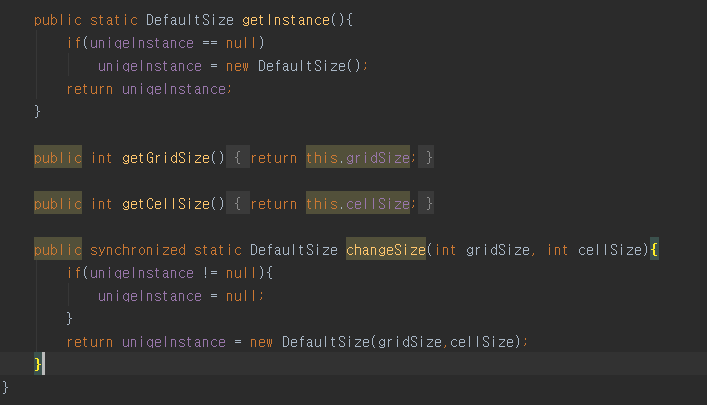 public static DefaultSize getInstance(){
if(uniqeInstance == null)
uniqeInstance = new DefaultSize();
return uniqeInstance;
}
public int getGridSize() { return this.gridSize; }
public int getCellSize() { return this.cellSize; }
public synchronized static DefaultSize changeSize(int gridSize, int cellSize){
if(uniqeInstance != null){
uniqeInstance = null;
}
return uniqeInstance = new DefaultSize(gridSize,cellSize);
}
}